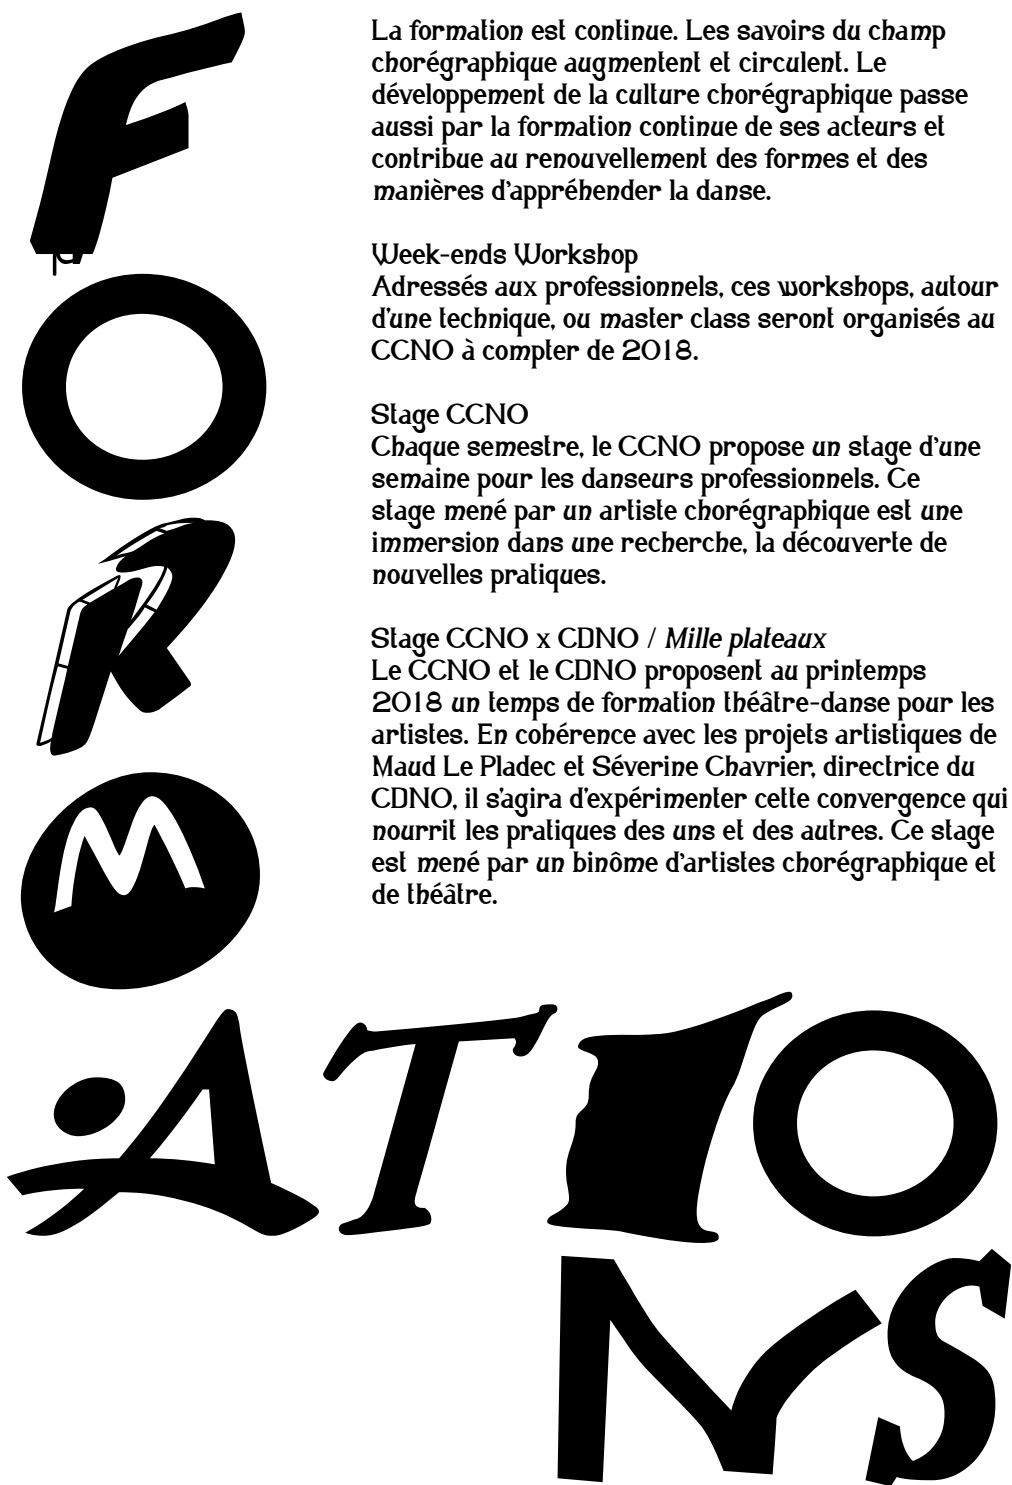 La formation est continue. Les savoirs du champ
chorégraphique augmentent et circulent. Le
développement de la culture chorégraphique passe
aussi par la formation continue de ses acteurs et
contribue au renouvellement des formes et des
manières d'appréhender la danse.
Week-ends Workshop
Adressés aux professionnels, ces workshops, autour
d'une technique, ou master class seront organisés au
CCNO à compter de 2018.
Stage CCNO
Chaque semestre, le CCNO propose un stage d'une
semaine pour les danseurs professionnels. Ce
stage mené par un artiste chorégraphique est une
immersion dans une recherche, la découverte de
nouvelles pratiques.
Stage CCNO x CDNO / Mille plateaux
Le CCNO et le CDNO proposent au printemps
2018 un temps de formation théâtre-danse pour les
artistes. En cohérence avec les projets artistiques de
Maud Le Pladec et Séverine Chavrier, directrice du
CDNO, il s'agira d'expérimenter cette convergence qui
nourrit les pratiques des uns et des autres. Ce stage
est mené par un binôme d'artistes chorégraphique et
de théâtre.
F
O
R
M
ATIO
NS